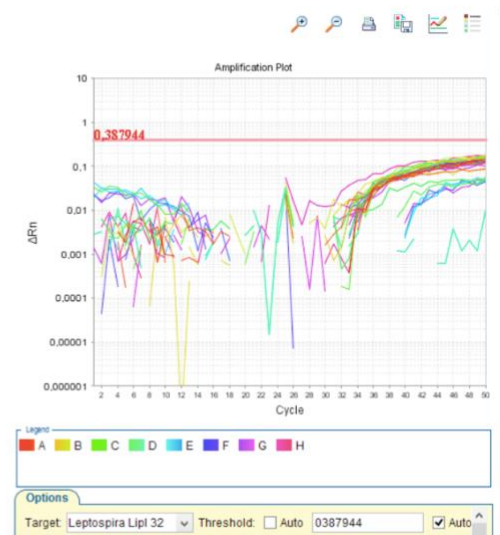 Amplification Plot
10
1
0,387944
0,1
0,01
0,001
0,0001
0,00001
0,000001
ΔRn
2 4 6 8 10 12 14 16 18 20 22 24 26 28 30 32 34 36 38 40 42 44 46 48 50
Cycle
Legend
A B C D E F G H
Options
Target: Leptospira Lipl 32 Threshold: Auto 0387944 Auto